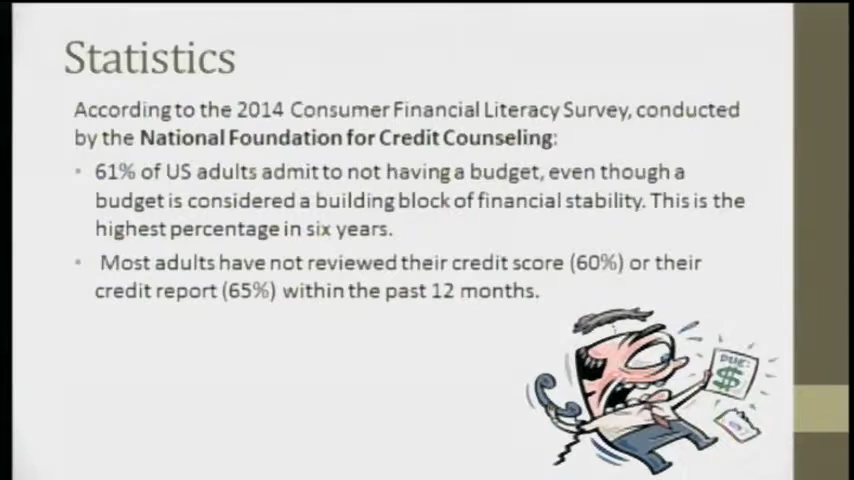 Statistics
According to the 2014 Consumer Financial Literacy Survey, conducted
by the National Foundation for Credit Counseling:
• 61% of US adults admit to not having a budget, even though a
budget is considered a building block of financial stability. This is the
highest percentage in six years.
• Most adults have not reviewed their credit score (60%) or their
credit report (65%) within the past 12 months.
DUE:
$